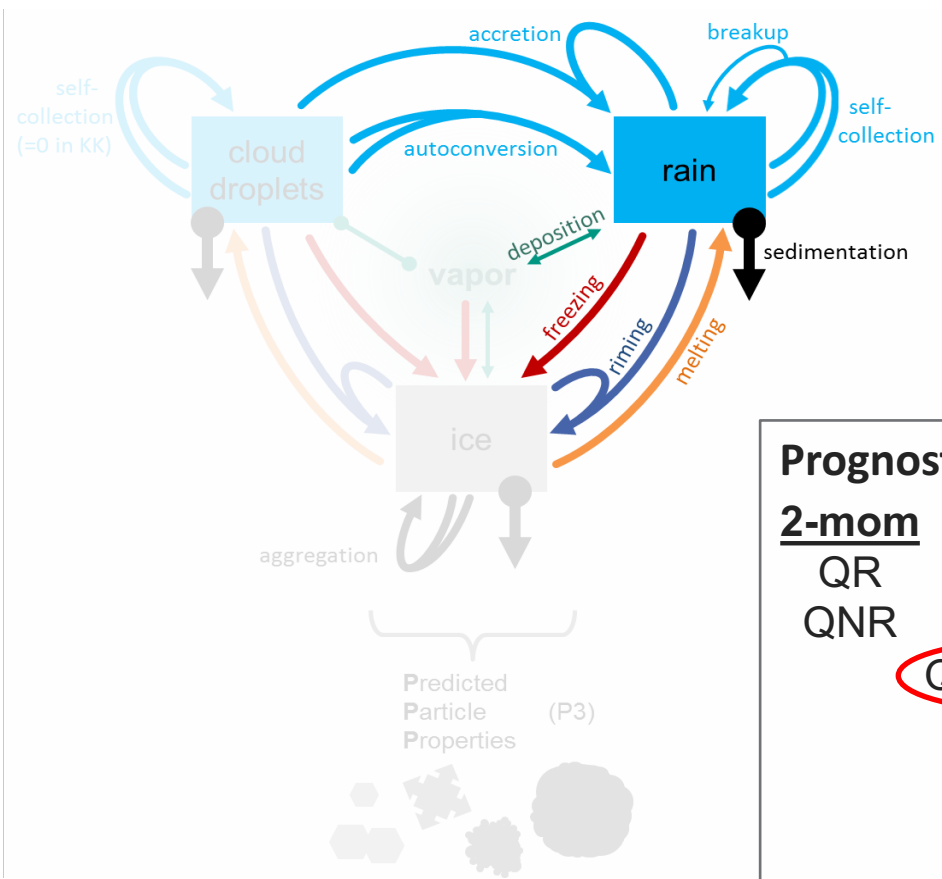 accretion
breakup
self-
collection
(=0 in KK)
cloud
droplets
autoconversion
rain
self-
collection
deposition
vapor
sedimentation
freezing
riming
melting
ice
aggregation
Prognost
2-mom
QR
QNR
Q
Predicted
Particle (P3)
Properties